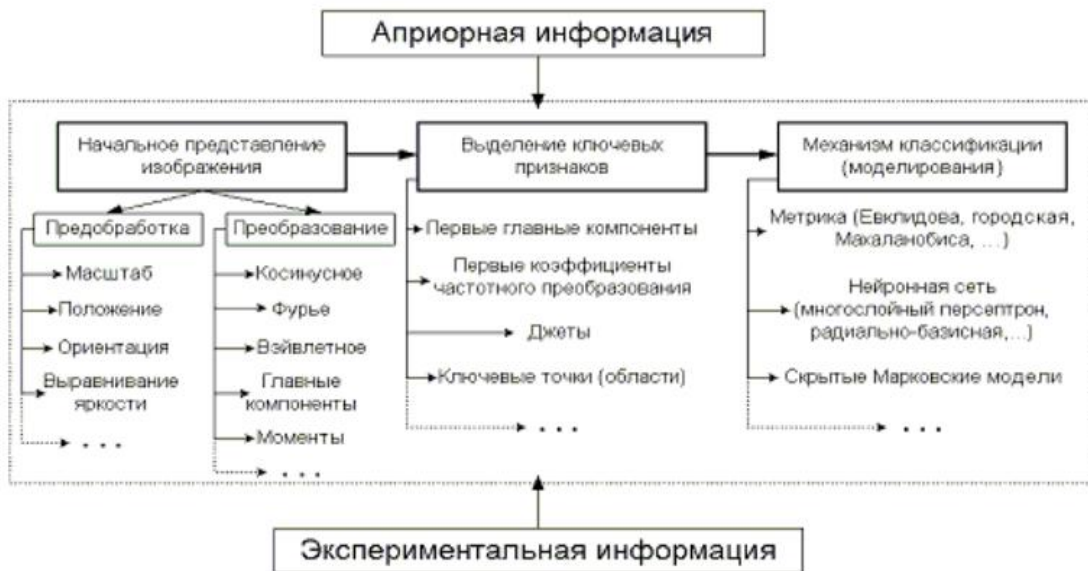 Априорная информация
Начальное представление
изображения
Выделение ключевых
признаков
Механизм классификации
(моделирования)
Предобработка
Масштаб
Положение
Ориентация
Выравнивание
яркости
. . .
Преобразование
Косинусное
Фурье
Вэйвлетное
Главные
компоненты
Моменты
. . .
Первые главные компоненты
Первые коэффициенты
частотного преобразования
Джеты
Ключевые точки (области)
. . .
Метрика (Евклидова, городская,
Махаланобиса, ...)
Нейронная сеть
(многослойный персептрон,
радиально-базисная,...)
Скрытые Марковские модели
. . .
Экспериментальная информация